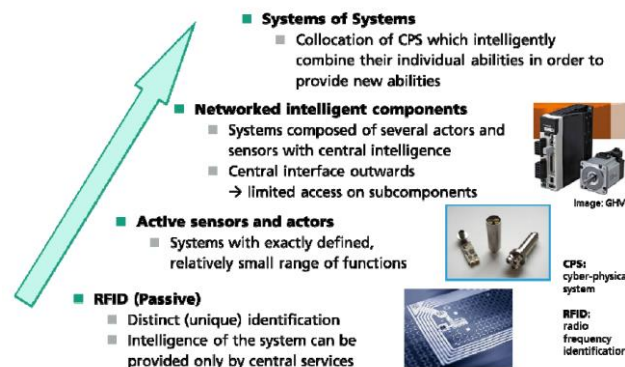 Systems of Systems
Collocation of CPS which intelligently
combine their individual abilities in order to
provide new abilities
Networked intelligent components
Systems composed of several actors and
sensors with central intelligence
Central interface outwards
→ limited access on subcomponents
Image: GHV
Active sensors and actors
Systems with exactly defined,
relatively small range of functions
CPS:
cyber-physical
system
RFID (Passive)
Distinct (unique) identification
Intelligence of the system can be
provided only by central services
RFID:
radio
frequency
identification